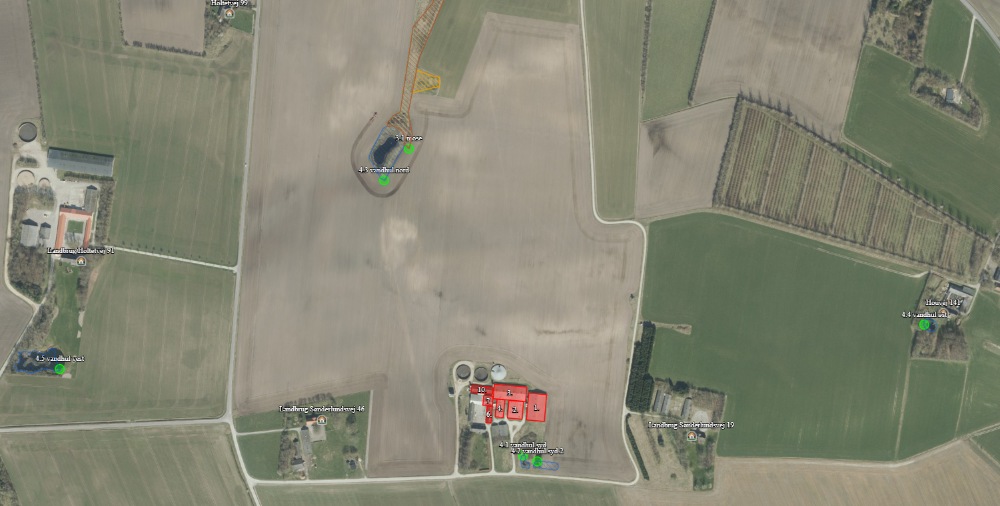 Holtetvej 99
3.1 mose
4.3 vandhul nord
Landbrug Holtetvej 91
Houvej 141
4.4 vandhul øst
4.5 vandhul vest
10.
3.
7.
4.
2.
1.
6.
Landbrug Sønderlundsvej 46
Landbrug Sønderlundsvej 19
4.1 vandhul syd
4.2 vandhul syd 2